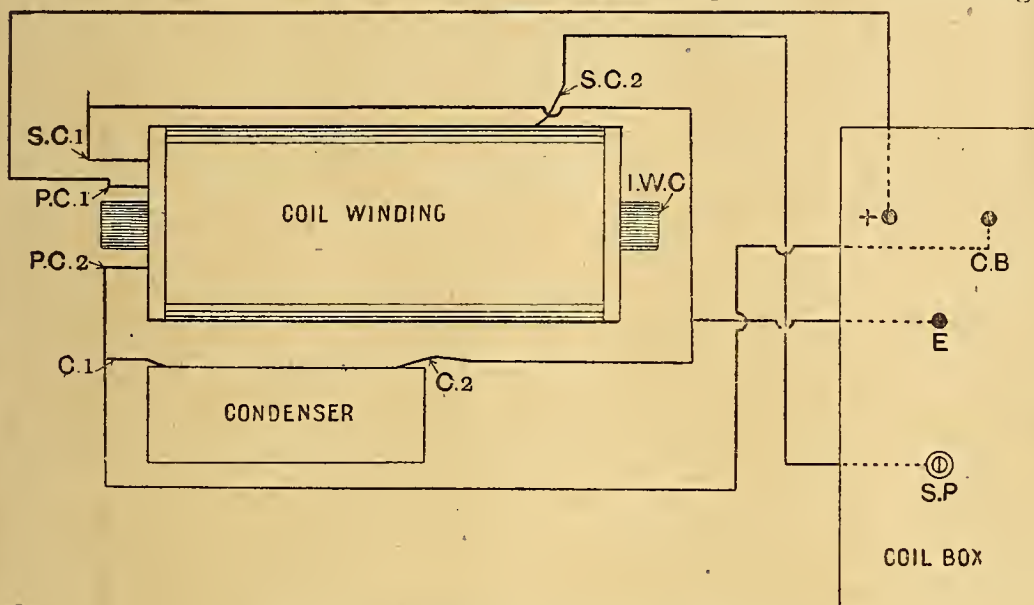 S.C.2
S.C.1
P.C.1
I.W.C
COIL WINDING
+
C.B
P.C.2
E
C.1
C.2
CONDENSER
S.P
COIL BOX